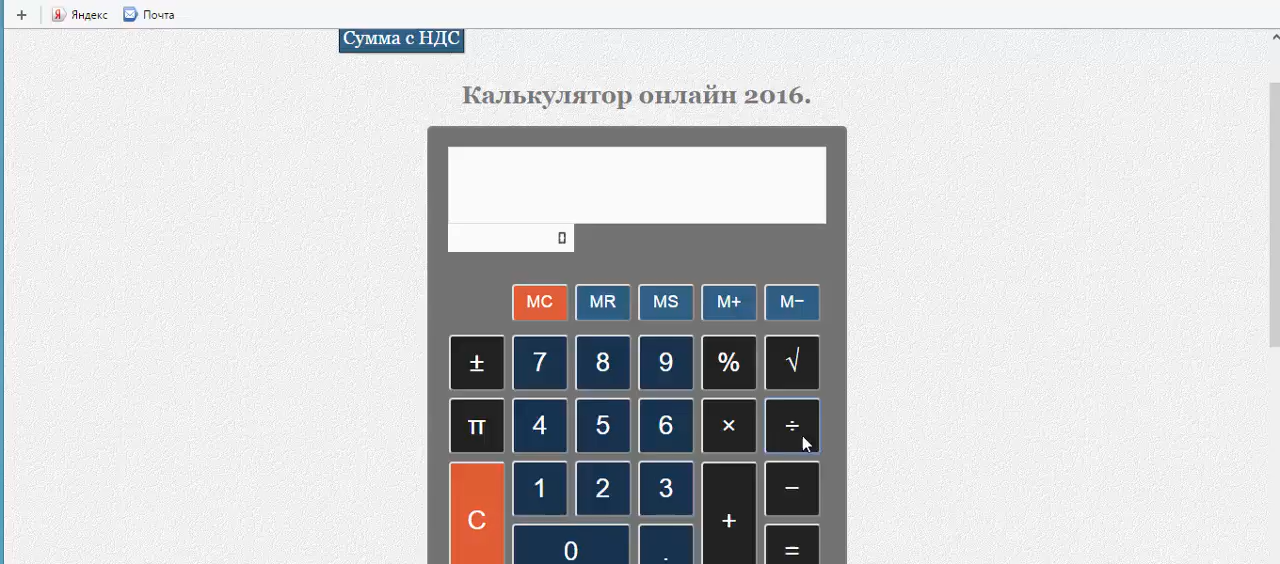 + Яндекс Почта
Сумма с НДС
Калькулятор онлайн 2016.
MC MR MS M+ M−
± 7 8 9 % √
π 4 5 6 × ÷
C 1 2 3 + −
0 . =